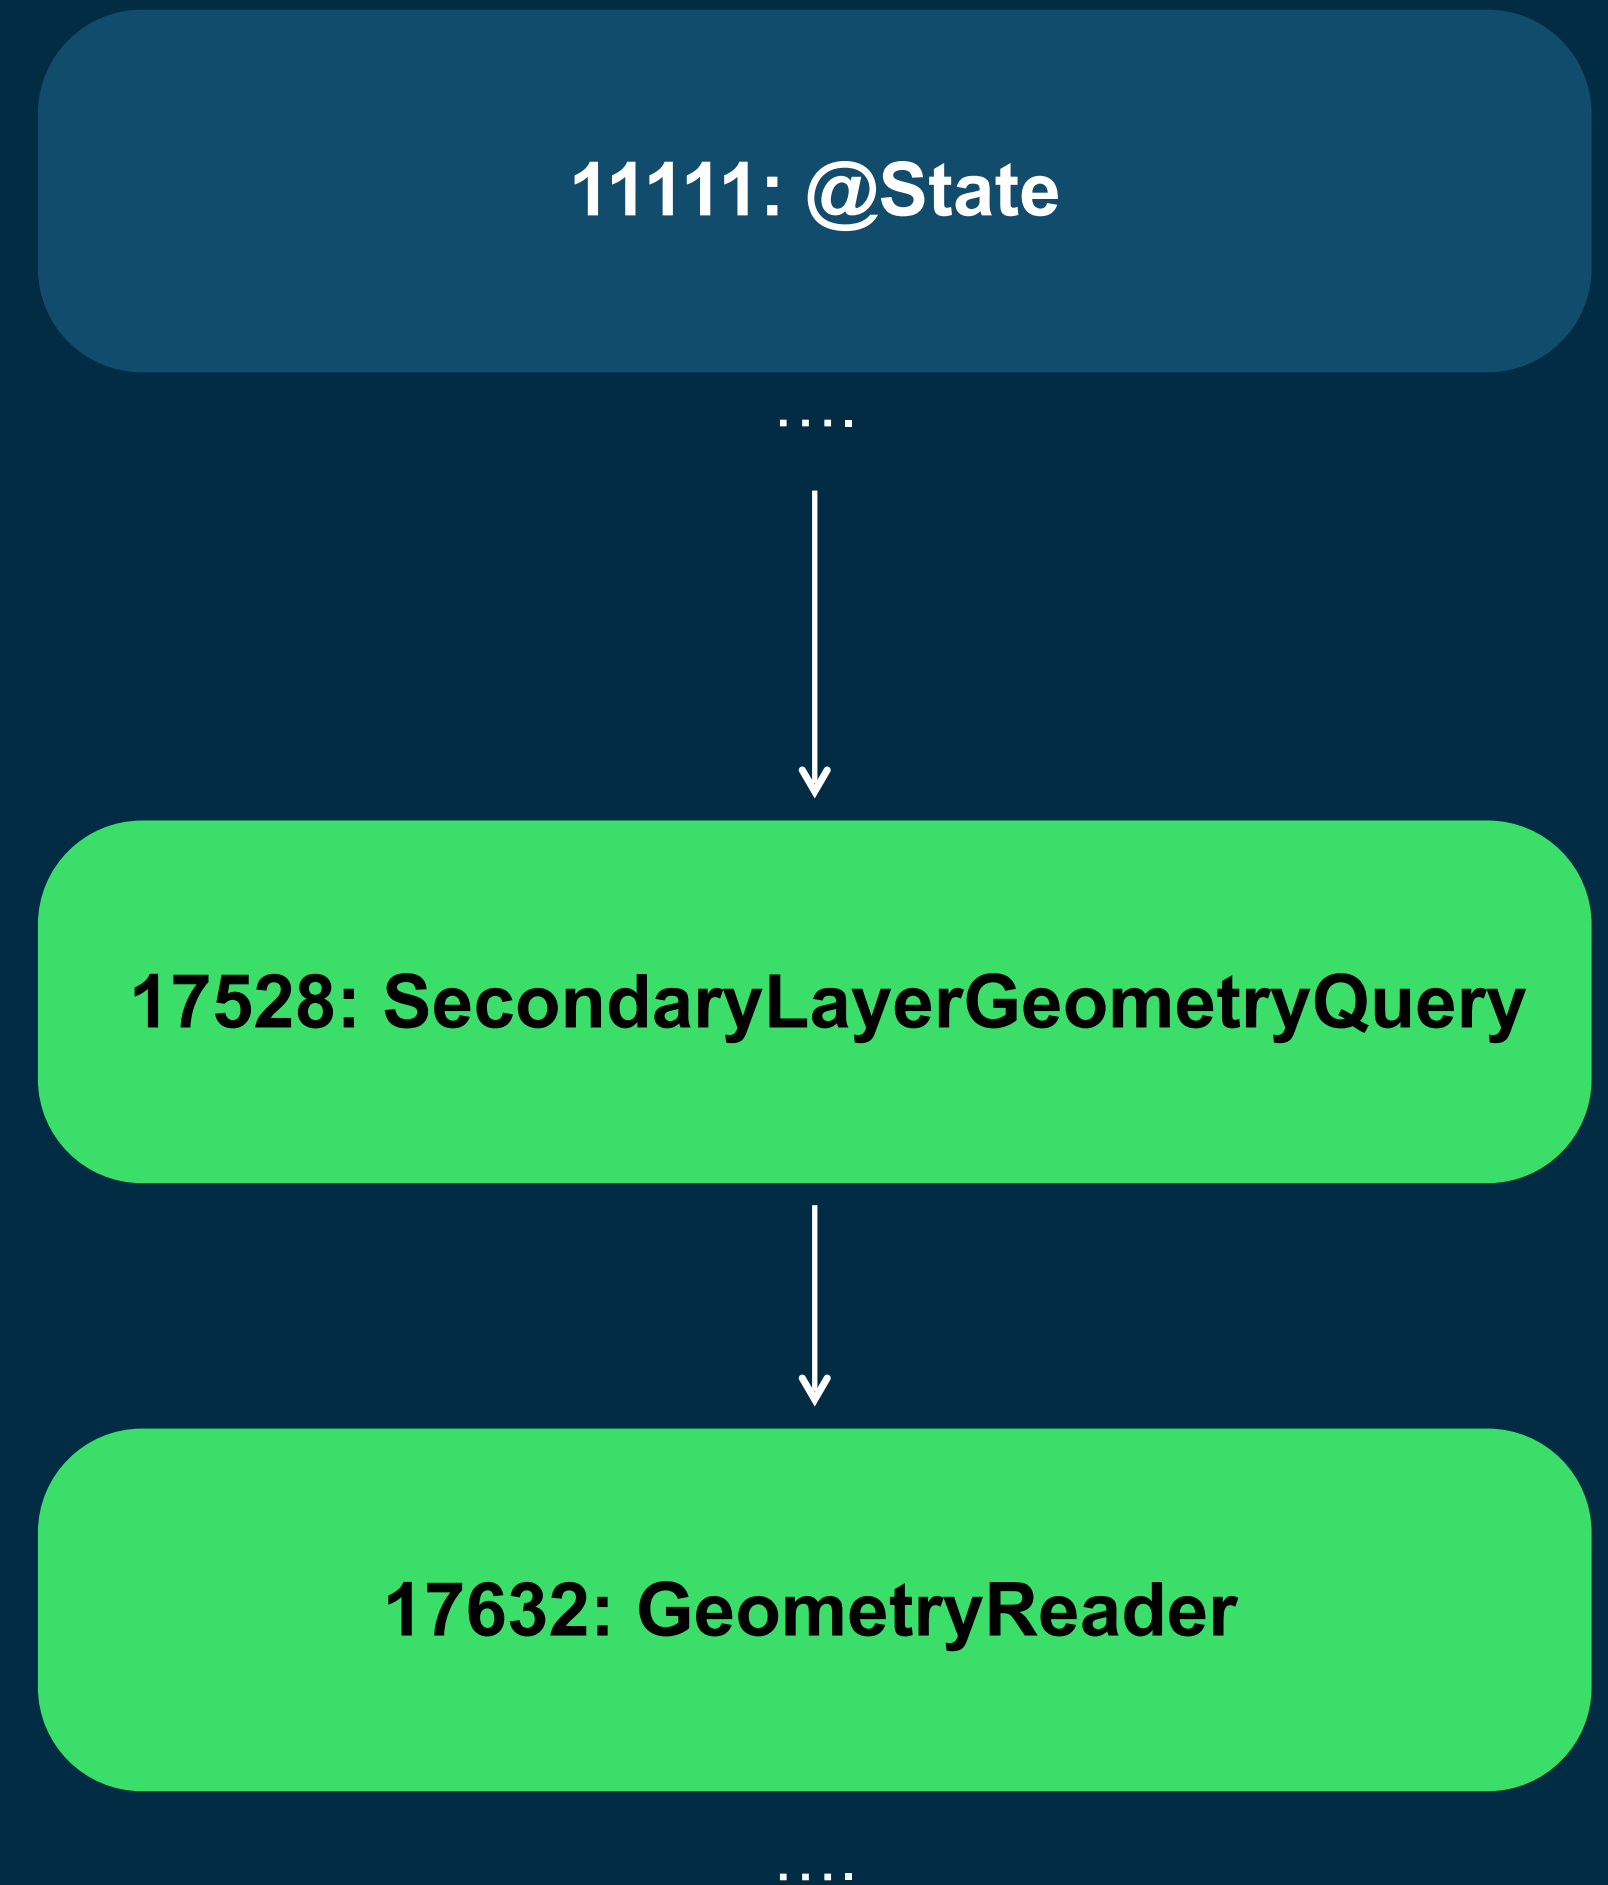 11111: @State
....
17528: SecondaryLayerGeometryQuery
17632: GeometryReader
....